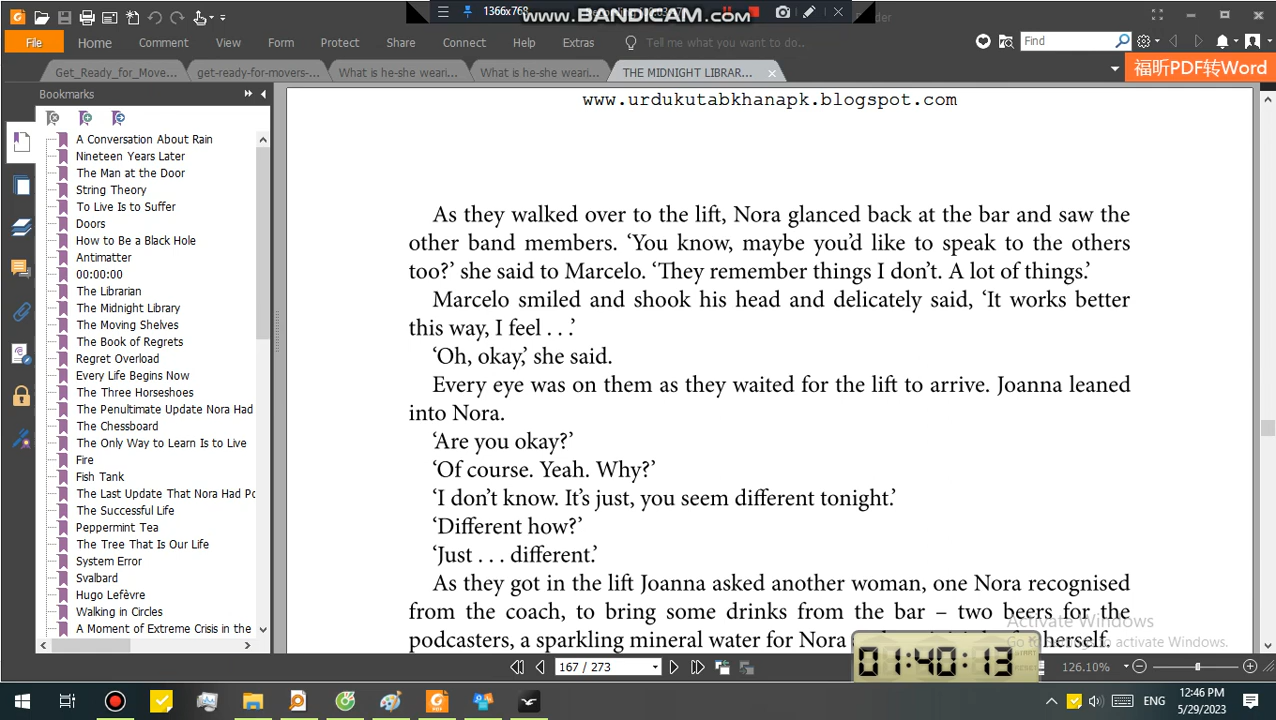 1366x768
www.BANDICAM.com
File Home Comment View Form Protect Share Connect Help Extras Tell me what you want to do.. Find
Get_Ready_for_Move... get-ready-for-movers-... What is he-she weari... What is he-she weari... THE MIDNIGHT LIBRAR...
福昕PDF转Word
Bookmarks
A Conversation About Rain
Nineteen Years Later
The Man at the Door
String Theory
To Live Is to Suffer
Doors
How to Be a Black Hole
Antimatter
00:00:00
The Librarian
The Midnight Library
The Moving Shelves
The Book of Regrets
Regret Overload
Every Life Begins Now
The Three Horseshoes
The Penultimate Update Nora Had
The Chessboard
The Only Way to Learn Is to Live
Fire
Fish Tank
The Last Update That Nora Had Po
The Successful Life
Peppermint Tea
The Tree That Is Our Life
System Error
Svalbard
Hugo Lefèvre
Walking in Circles
A Moment of Extreme Crisis in the
www.urdukutabkhanapk.blogspot.com
As they walked over to the lift, Nora glanced back at the bar and saw the
other band members. ‘You know, maybe you’d like to speak to the others
too?’ she said to Marcelo. ‘They remember things I don’t. A lot of things.’
Marcelo smiled and shook his head and delicately said, ‘It works better
this way, I feel . . .’
‘Oh, okay,’ she said.
Every eye was on them as they waited for the lift to arrive. Joanna leaned
into Nora.
‘Are you okay?’
‘Of course. Yeah. Why?’
‘I don’t know. It’s just, you seem different tonight.’
‘Different how?’
‘Just . . . different.’
As they got in the lift Joanna asked another woman, one Nora recognised
from the coach, to bring some drinks from the bar – two beers for the
podcasters, a sparkling mineral water for Nora herself.
Activate Windows
Go to activate Windows.
167 / 273
01:40:13
START
RESET
126.10%
ENG
12:46 PM
5/29/2023